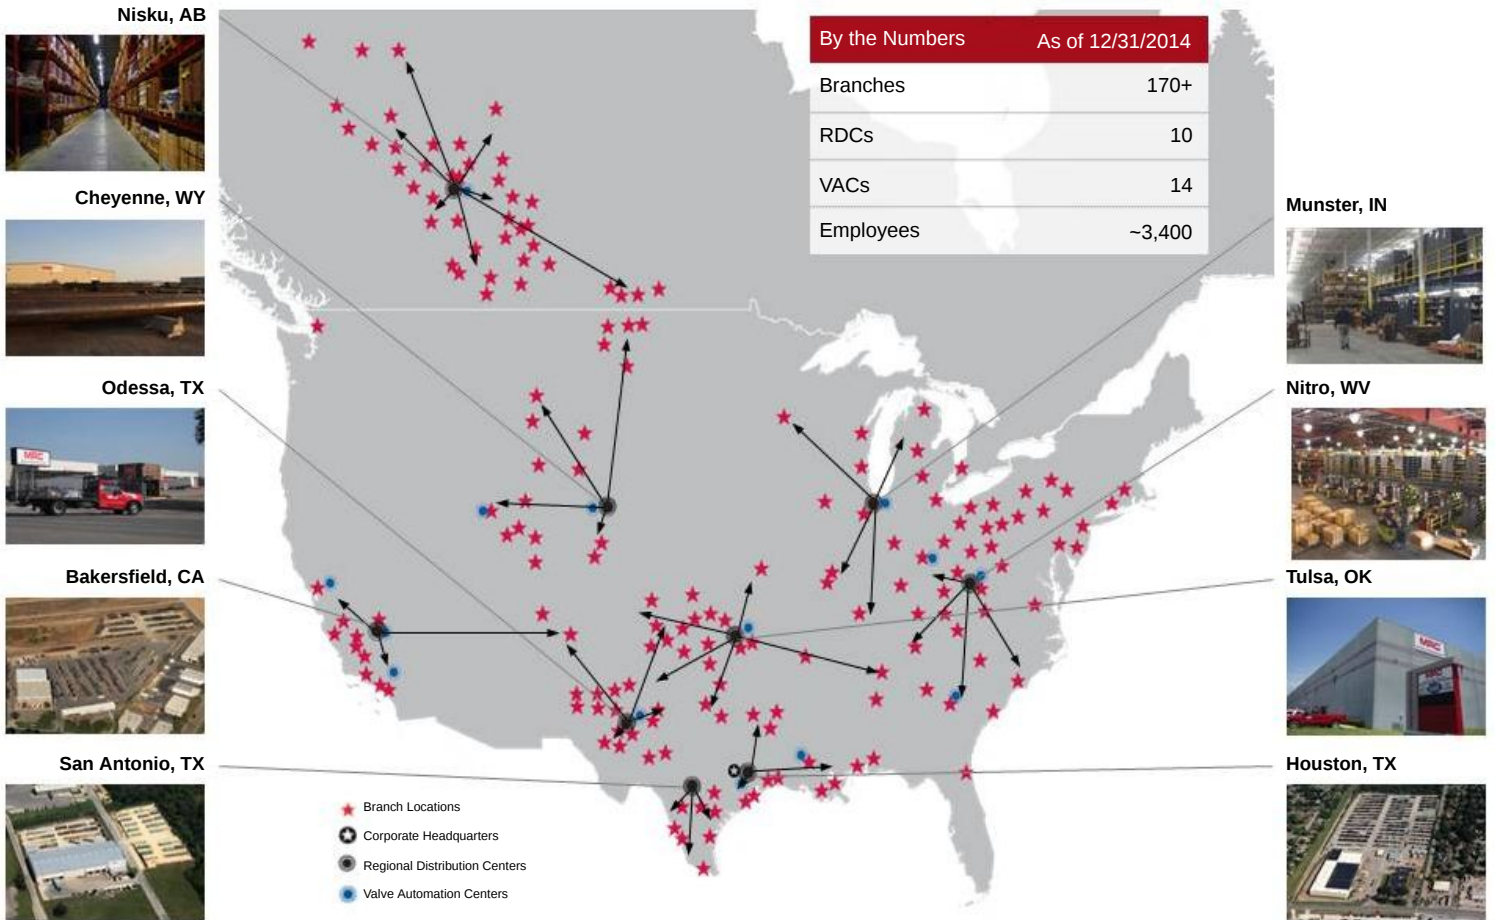 Nisku, AB
Cheyenne, WY
Odessa, TX
MRC
Bakersfield, CA
San Antonio, TX
By the Numbers As of 12/31/2014
Branches 170+
RDCs 10
VACs 14
Employees ~3,400
Branch Locations
Corporate Headquarters
Regional Distribution Centers
Valve Automation Centers
Munster, IN
Nitro, WV
Tulsa, OK
MRC
Houston, TX